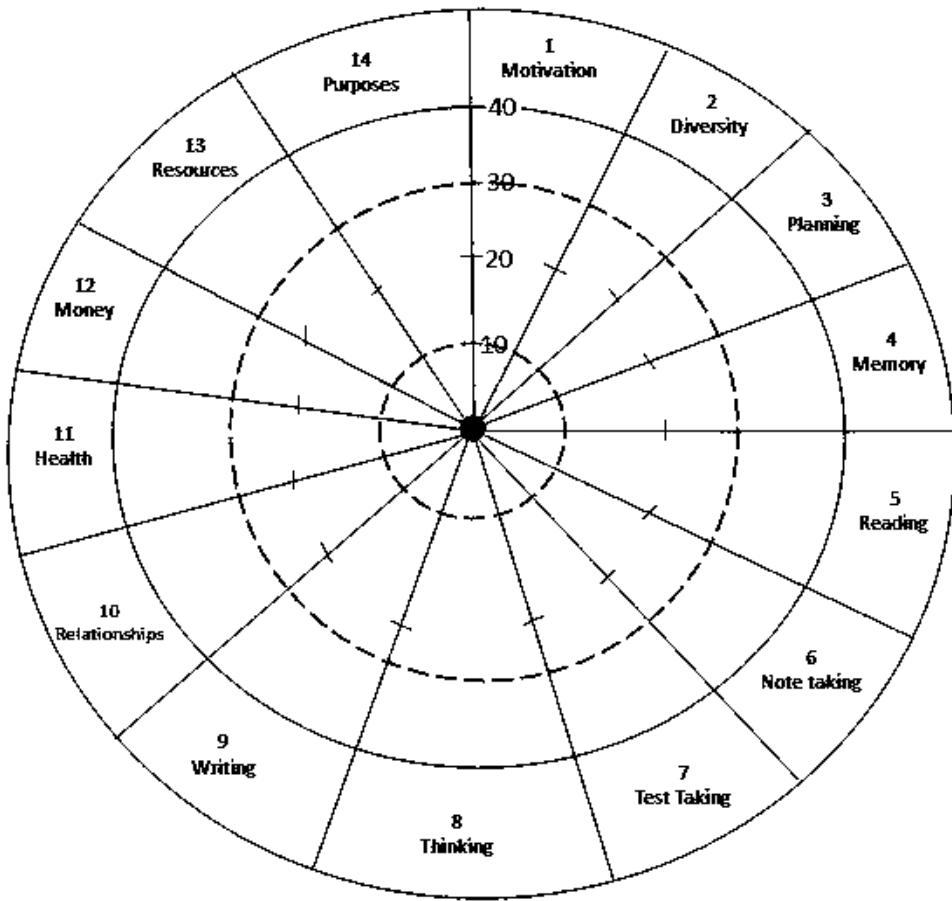 1
Motivation
2
Diversity
3
Planning
4
Memory
5
Reading
6
Note taking
7
Test Taking
8
Thinking
9
Writing
10
Relationships
11
Health
12
Money
13
Resources
14
Purposes
40
30
20
10